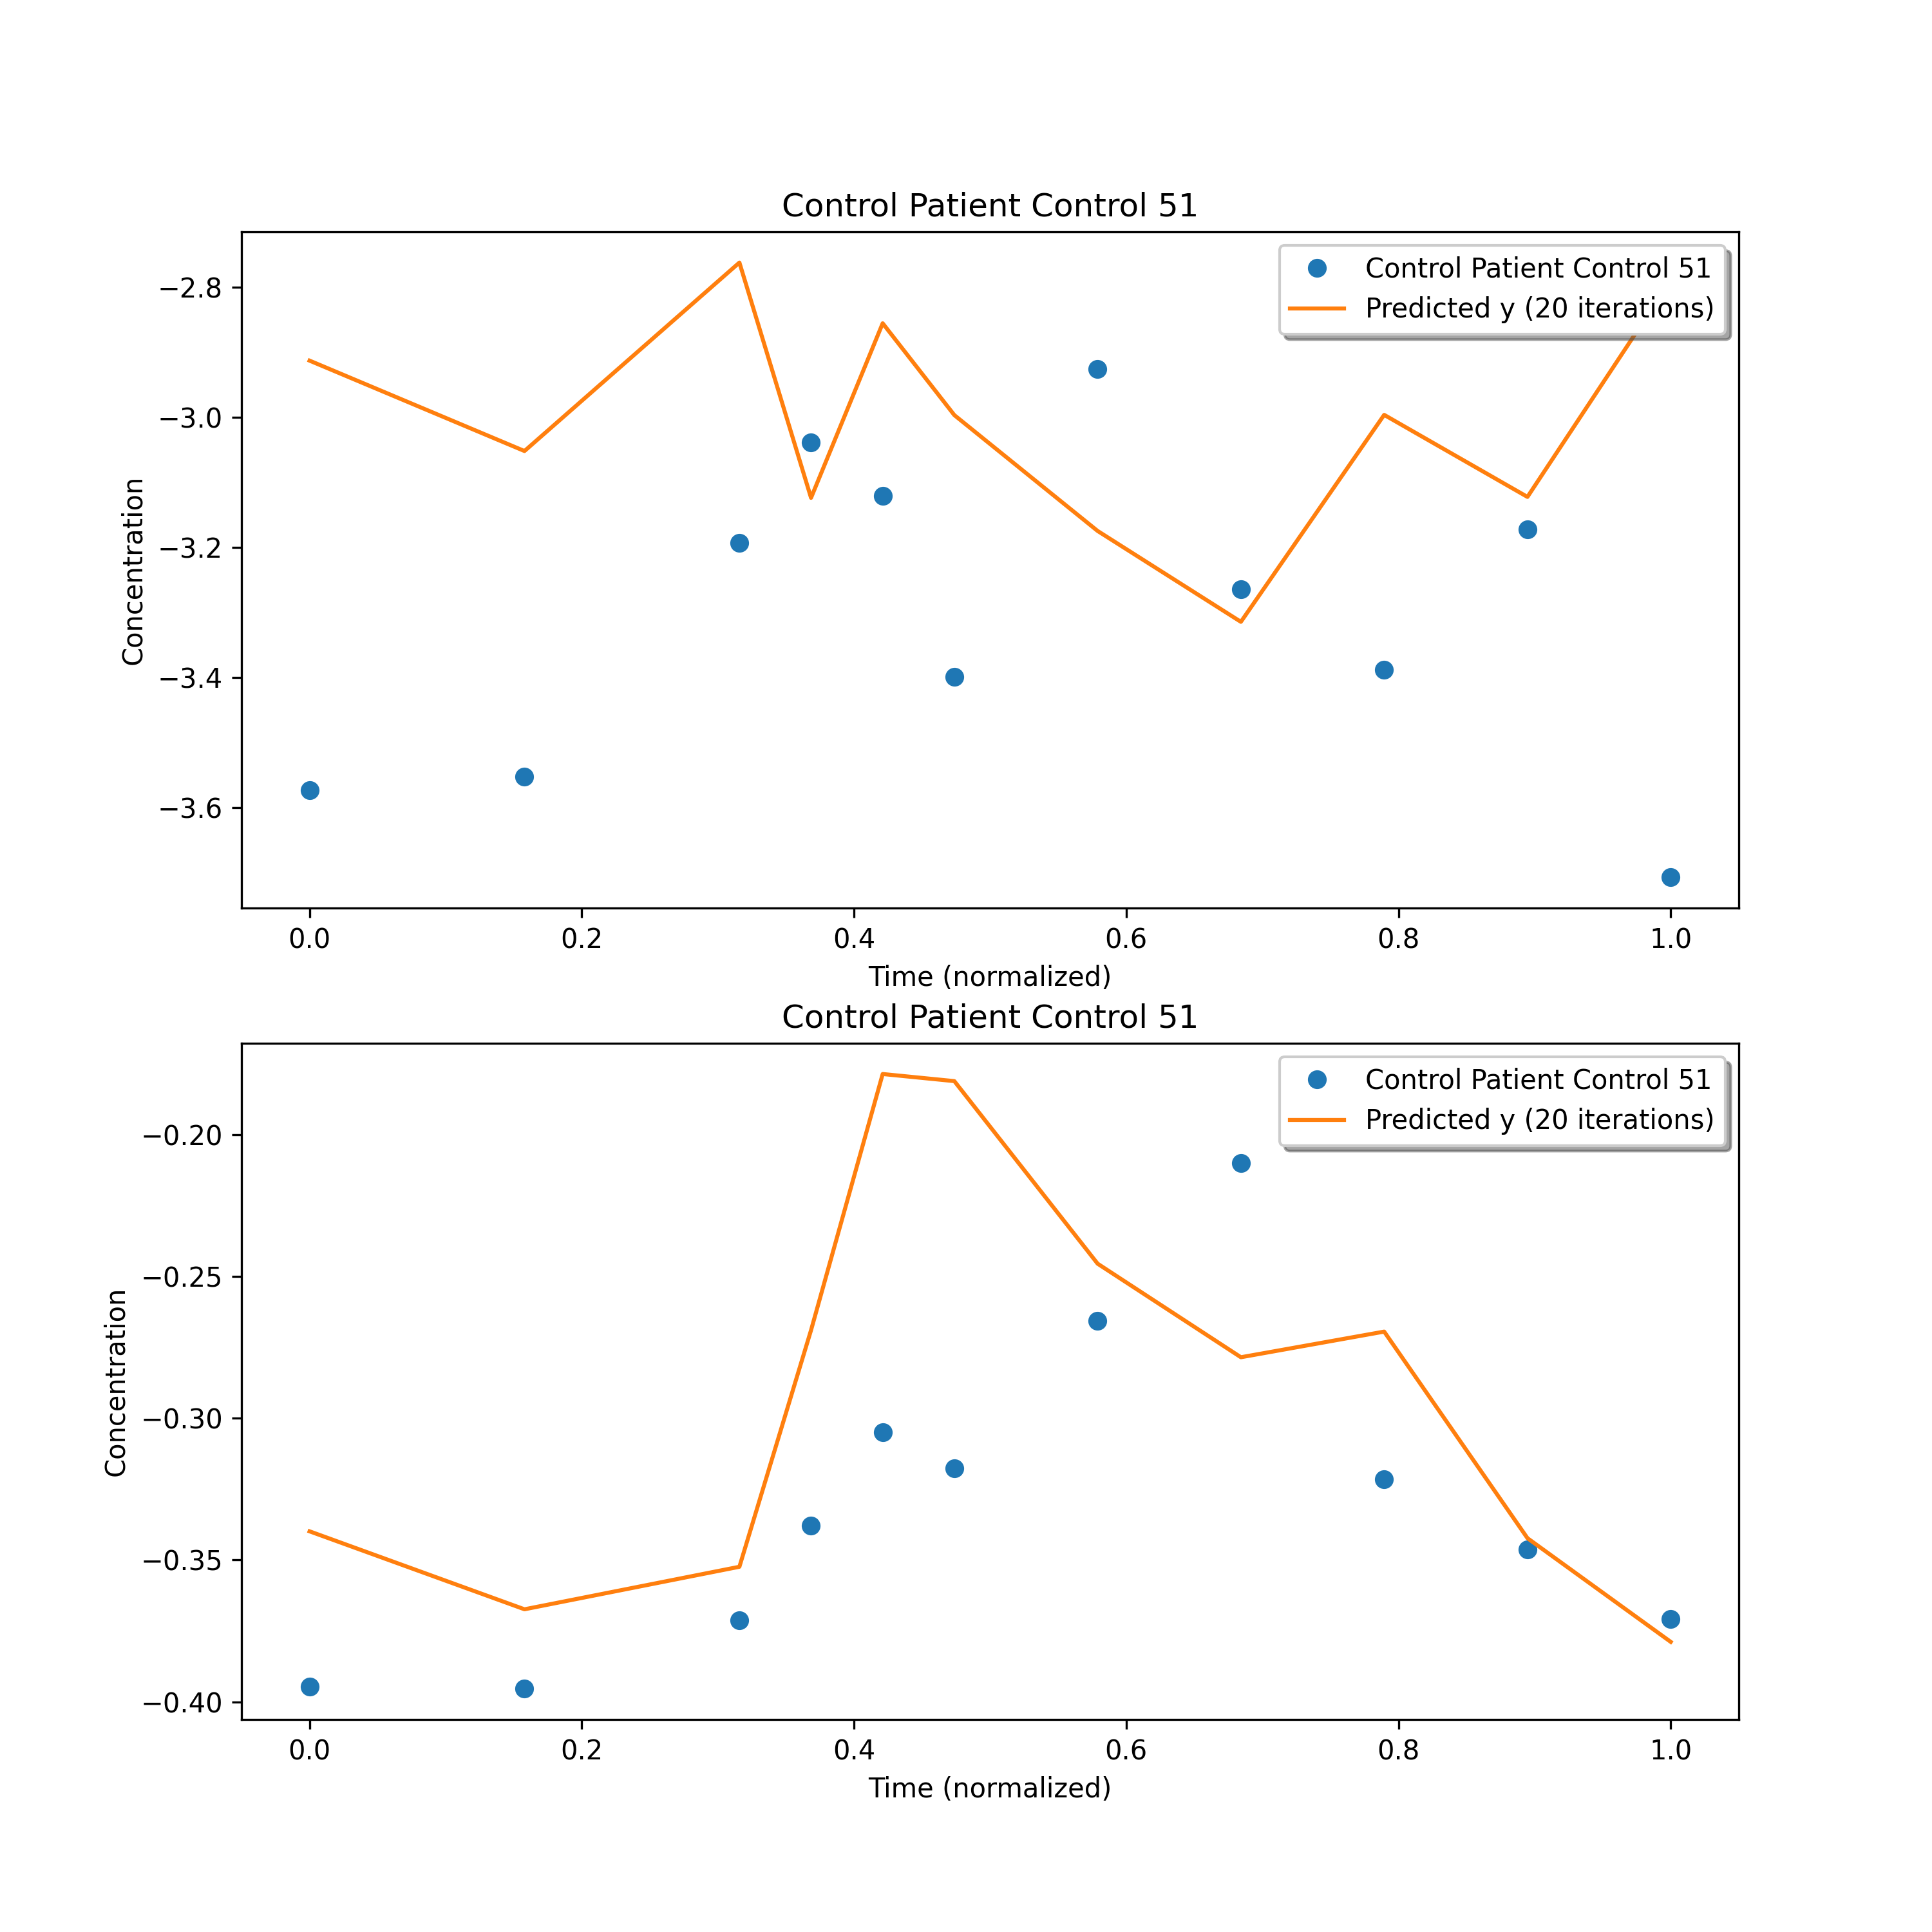 Control Patient Control 51
Control Patient Control 51
Predicted y (20 iterations)
−2.8
−3.0
−3.2
−3.4
−3.6
Concentration
0.0 0.2 0.4 0.6 0.8 1.0
Time (normalized)
Control Patient Control 51
Control Patient Control 51
Predicted y (20 iterations)
−0.20
−0.25
−0.30
−0.35
−0.40
Concentration
0.0 0.2 0.4 0.6 0.8 1.0
Time (normalized)